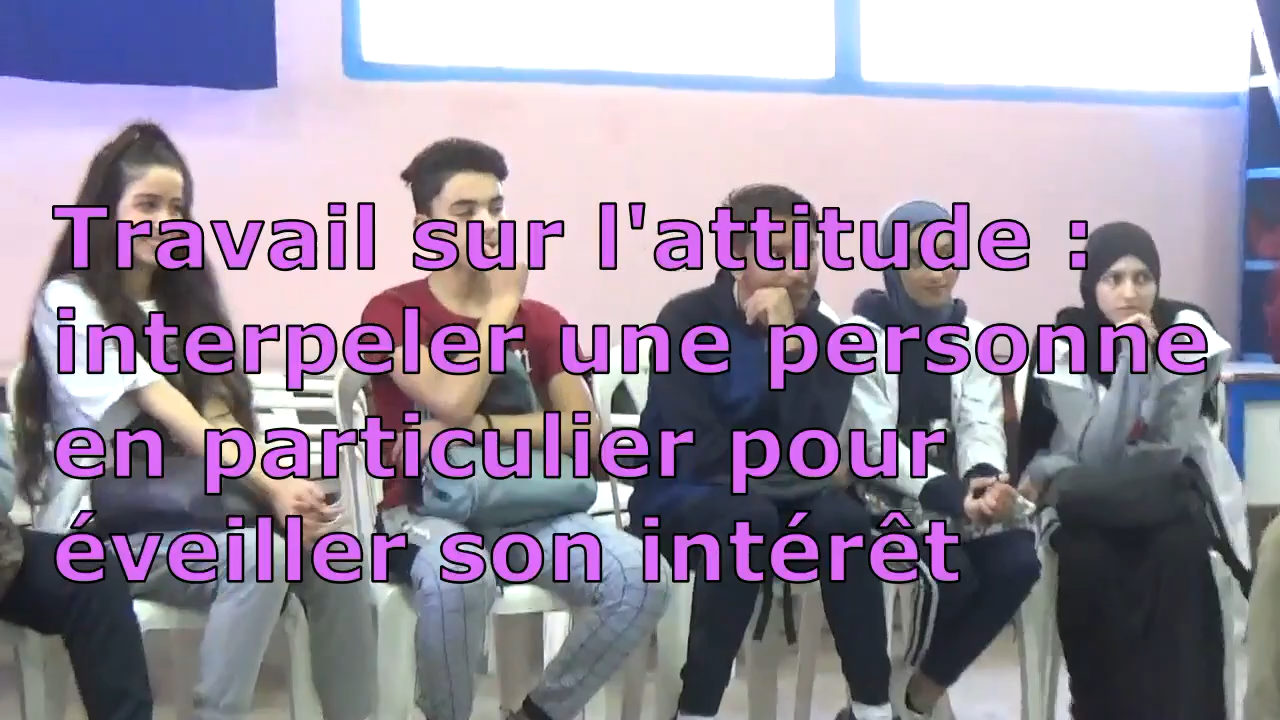 Travail sur l'attitude :
interpeler une personne
en particulier pour
éveiller son intérêt